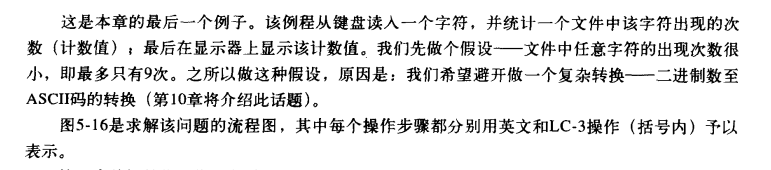 这是本章的最后一个例子。该例程从键盘读入一个字符，并统计一个文件中该字符出现的次
数（计数值）；最后在显示器上显示该计数值。我们先做个假设——文件中任意字符的出现次数很
小，即最多只有9次。之所以做这种假设，原因是：我们希望避开做一个复杂转换——二进制数至
ASCII码的转换（第10章将介绍此话题）。
图5-16是求解该问题的流程图，其中每个操作步骤都分别用英文和LC-3操作（括号内）予以
表示。